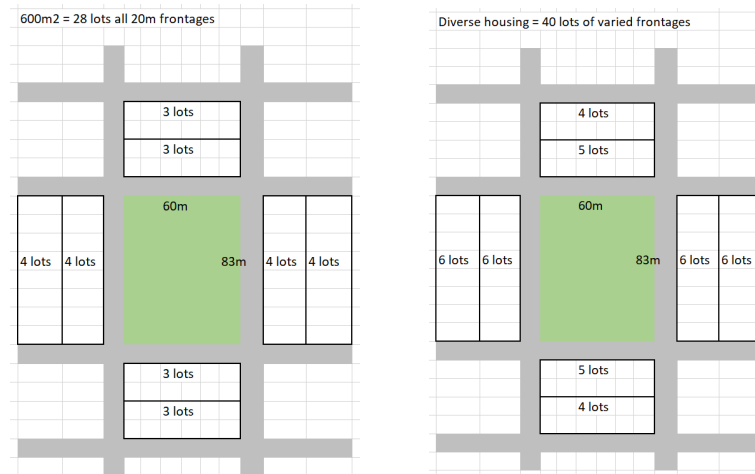 600m2 = 28 lots all 20m frontages
3 lots
3 lots
60m
4 lots
4 lots
83m
4 lots
4 lots
3 lots
3 lots
Diverse housing = 40 lots of varied frontages
4 lots
5 lots
60m
6 lots
6 lots
83m
6 lots
6 lots
5 lots
4 lots